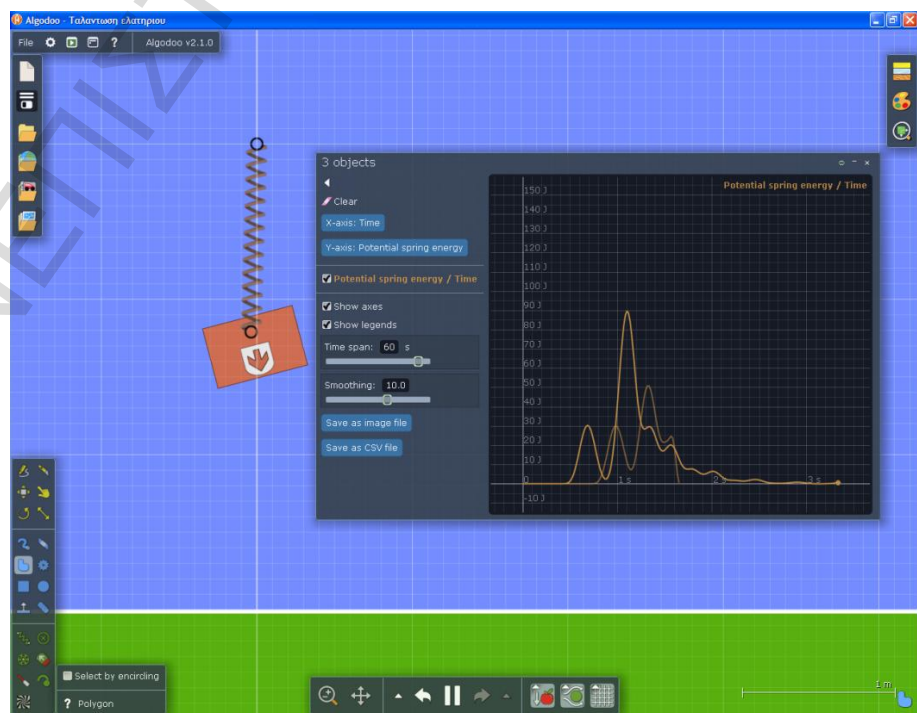 Algodoo - Ταλαντωση ελατηριου
File ? Algodoo v2.1.0
3 objects
Clear
X-axis: Time
Y-axis: Potential spring energy
Potential spring energy / Time
Show axes
Show legends
Time span: 60 s
Smoothing: 10.0
Save as image file
Save as CSV file
Potential spring energy / Time
150 J
140 J
130 J
120 J
110 J
100 J
90 J
80 J
70 J
60 J
50 J
40 J
30 J
20 J
10 J
0 1 s 2 s 3 s
-10 J
Select by encircling
? Polygon
1 m
ΕΠΙΣΤ